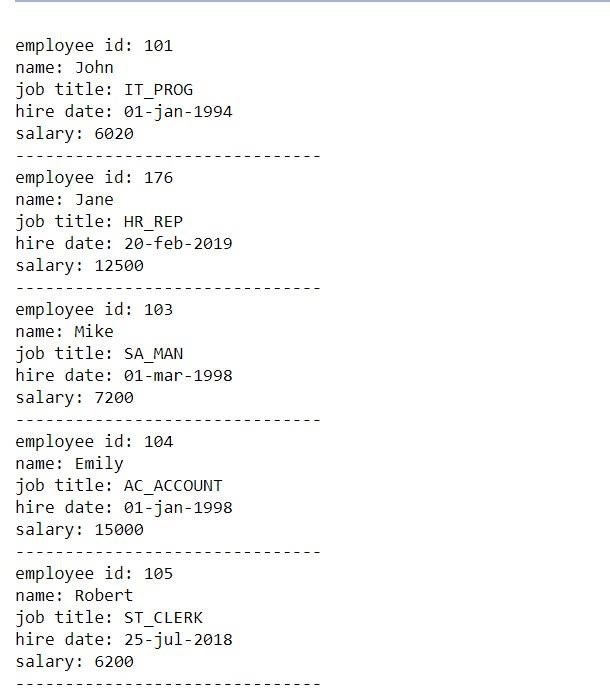 employee id: 101
name: John
job title: IT_PROG
hire date: 01-jan-1994
salary: 6020
-------------------------------
employee id: 176
name: Jane
job title: HR_REP
hire date: 20-feb-2019
salary: 12500
-------------------------------
employee id: 103
name: Mike
job title: SA_MAN
hire date: 01-mar-1998
salary: 7200
-------------------------------
employee id: 104
name: Emily
job title: AC_ACCOUNT
hire date: 01-jan-1998
salary: 15000
-------------------------------
employee id: 105
name: Robert
job title: ST_CLERK
hire date: 25-jul-2018
salary: 6200
-------------------------------